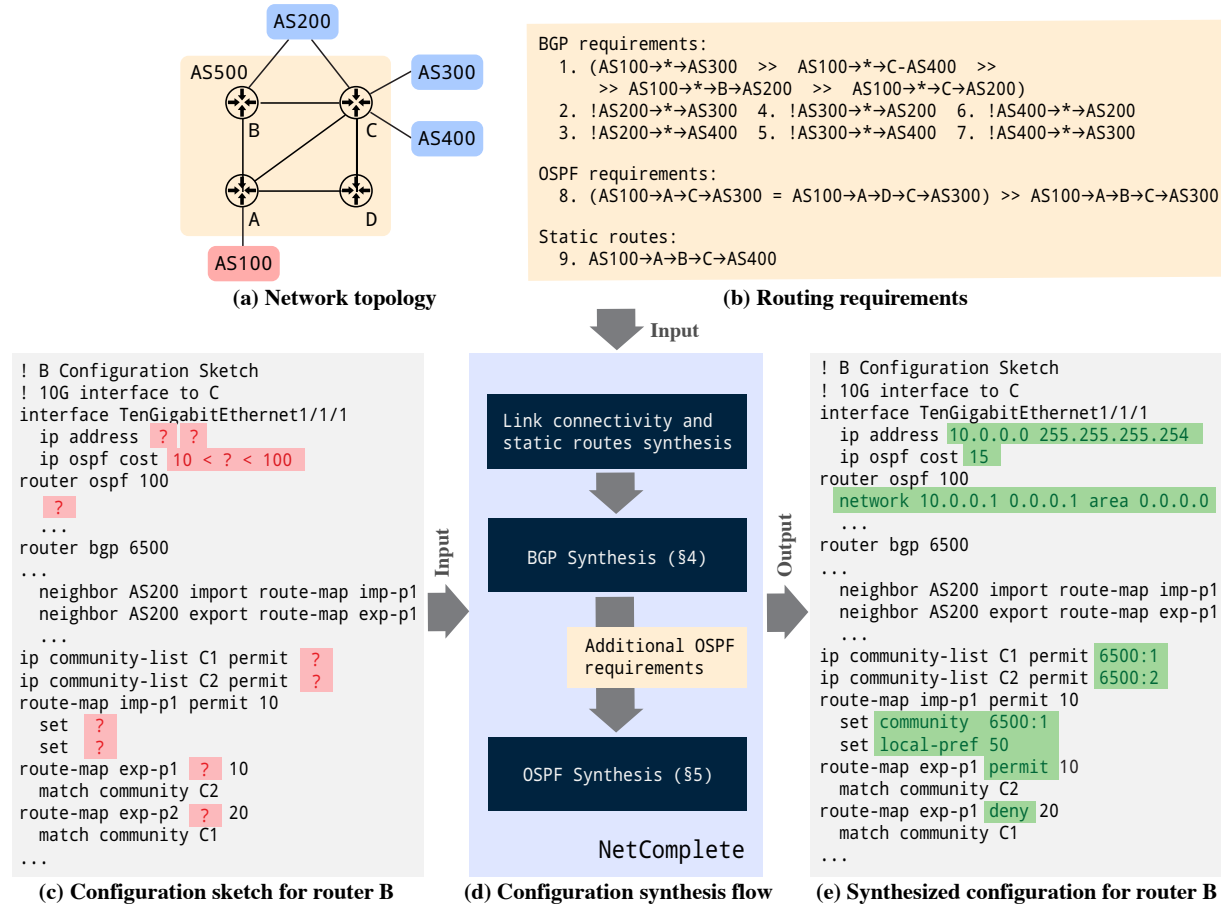 AS200
AS500
AS300
AS400
B
C
A
D
AS100
(a) Network topology
BGP requirements:
1. (AS100→*→AS300 >> AS100→*→C-AS400 >>
>> AS100→*→B→AS200 >> AS100→*→C→AS200)
2. !AS200→*→AS300 4. !AS300→*→AS200 6. !AS400→*→AS200
3. !AS200→*→AS400 5. !AS300→*→AS400 7. !AS400→*→AS300
OSPF requirements:
8. (AS100→A→C→AS300 = AS100→A→D→C→AS300) >> AS100→A→B→C→AS300
Static routes:
9. AS100→A→B→C→AS400
(b) Routing requirements
Input
! B Configuration Sketch
! 10G interface to C
interface TenGigabitEthernet1/1/1
ip address ? ?
ip ospf cost 10 < ? < 100
router ospf 100
?
...
router bgp 6500
...
neighbor AS200 import route-map imp-p1
neighbor AS200 export route-map exp-p1
...
ip community-list C1 permit ?
ip community-list C2 permit ?
route-map imp-p1 permit 10
set ?
set ?
route-map exp-p1 ? 10
match community C2
route-map exp-p2 ? 20
match community C1
...
(c) Configuration sketch for router B
Input
Link connectivity and
static routes synthesis
BGP Synthesis (§4)
Additional OSPF
requirements
OSPF Synthesis (§5)
NetComplete
(d) Configuration synthesis flow
Output
! B Configuration Sketch
! 10G interface to C
interface TenGigabitEthernet1/1/1
ip address 10.0.0.0 255.255.255.254
ip ospf cost 15
router ospf 100
network 10.0.0.1 0.0.0.1 area 0.0.0.0
...
router bgp 6500
...
neighbor AS200 import route-map imp-p1
neighbor AS200 export route-map exp-p1
...
ip community-list C1 permit 6500:1
ip community-list C2 permit 6500:2
route-map imp-p1 permit 10
set community 6500:1
set local-pref 50
route-map exp-p1 permit 10
match community C2
route-map exp-p1 deny 20
match community C1
...
(e) Synthesized configuration for router B